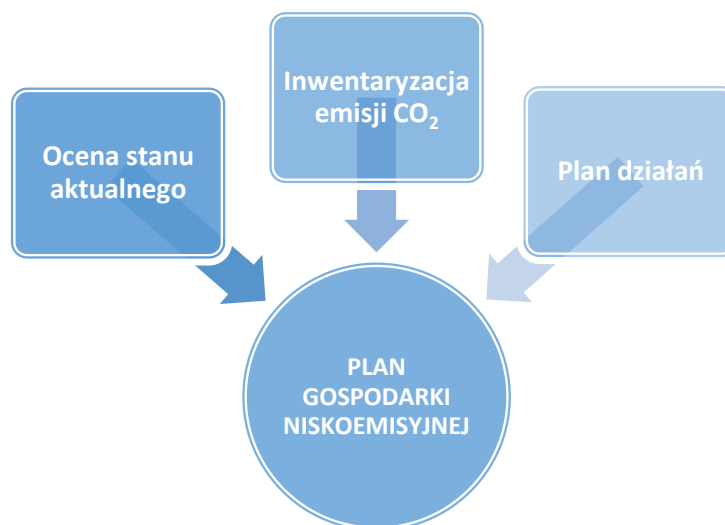 Ocena stanu
aktualnego
Inwentaryzacja
emisji CO₂
Plan działań
PLAN
GOSPODARKI
NISKOEMISYJNEJ